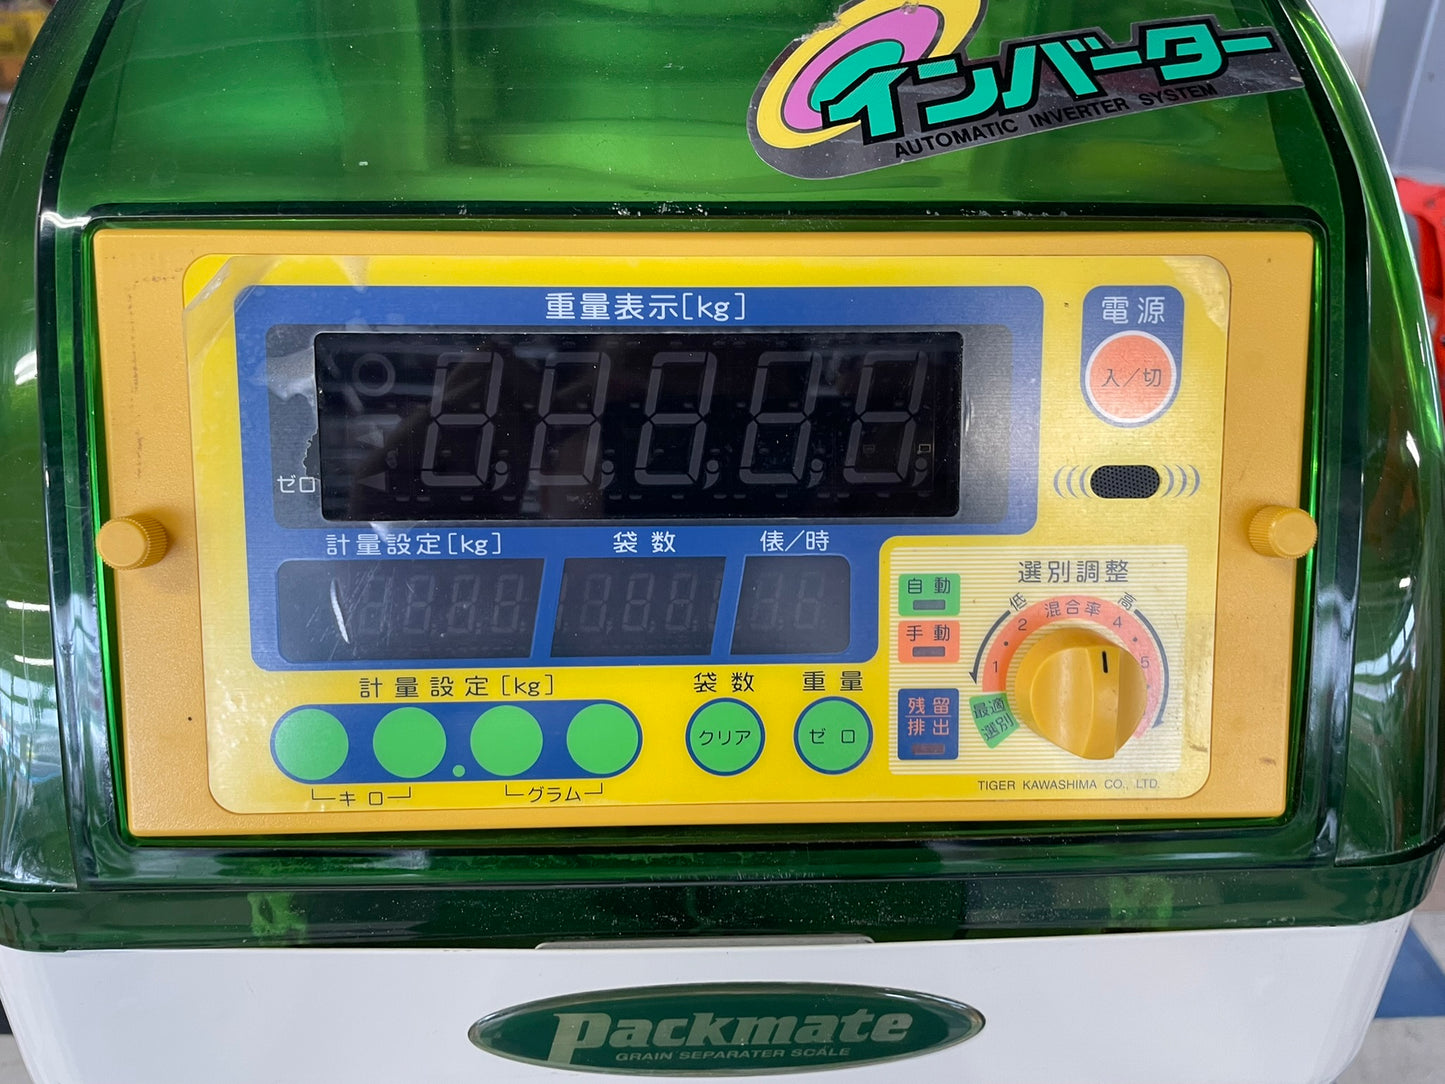 インバーター
AUTOMATIC INVERTER SYSTEM
重量表示[kg]
電源
入/切
ゼロ
計量設定[kg]
袋数
俵/時
選別調整
自動
手動
低
混合率
高
1
2
4
5
最適
選別
残留
排出
計量設定[kg]
袋数
重量
クリア
ゼロ
キロ
グラム
TIGER KAWASHIMA CO., LTD.
Packmate
GRAIN SEPARATER SCALE